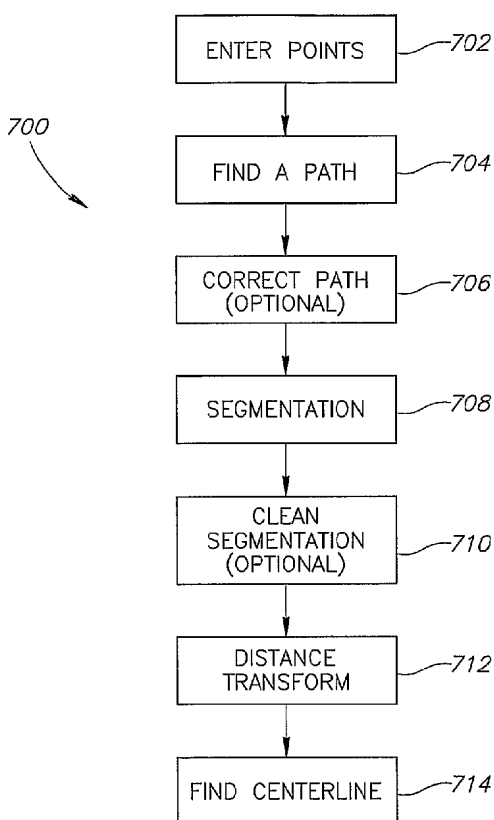 ENTER POINTS
702
700
FIND A PATH
704
CORRECT PATH
(OPTIONAL)
706
SEGMENTATION
708
CLEAN
SEGMENTATION
(OPTIONAL)
710
DISTANCE
TRANSFORM
712
FIND CENTERLINE
714